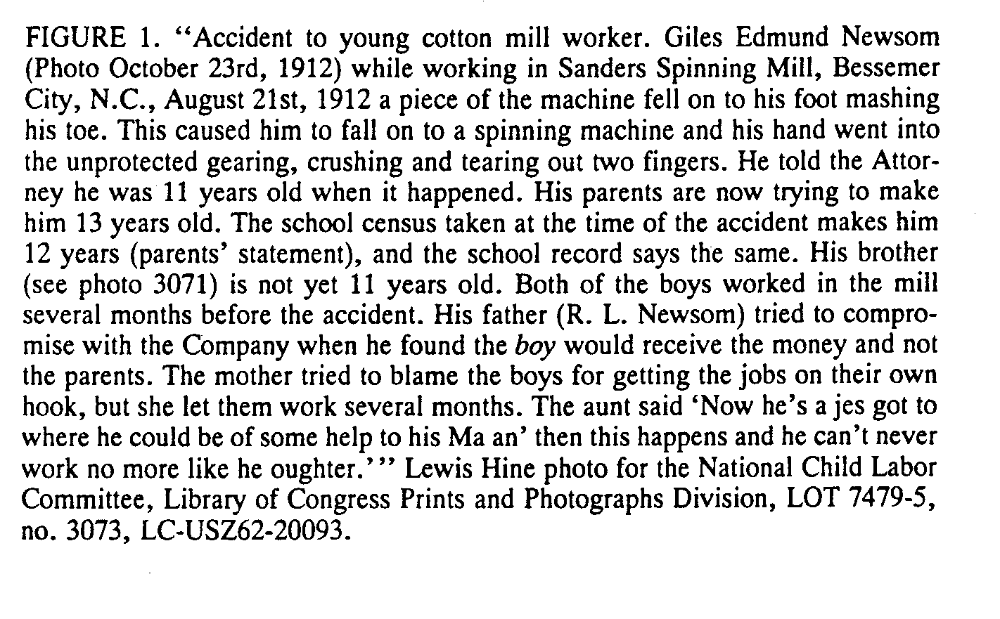 FIGURE 1. “Accident to young cotton mill worker. Giles Edmund Newsom
(Photo October 23rd, 1912) while working in Sanders Spinning Mill, Bessemer
City, N.C., August 21st, 1912 a piece of the machine fell on to his foot mashing
his toe. This caused him to fall on to a spinning machine and his hand went into
the unprotected gearing, crushing and tearing out two fingers. He told the Attor-
ney he was 11 years old when it happened. His parents are now trying to make
him 13 years old. The school census taken at the time of the accident makes him
12 years (parents’ statement), and the school record says the same. His brother
(see photo 3071) is not yet 11 years old. Both of the boys worked in the mill
several months before the accident. His father (R. L. Newsom) tried to compro-
mise with the Company when he found the boy would receive the money and not
the parents. The mother tried to blame the boys for getting the jobs on their own
hook, but she let them work several months. The aunt said ‘Now he’s a jes got to
where he could be of some help to his Ma an’ then this happens and he can’t never
work no more like he oughter.’” Lewis Hine photo for the National Child Labor
Committee, Library of Congress Prints and Photographs Division, LOT 7479-5,
no. 3073, LC-USZ62-20093.